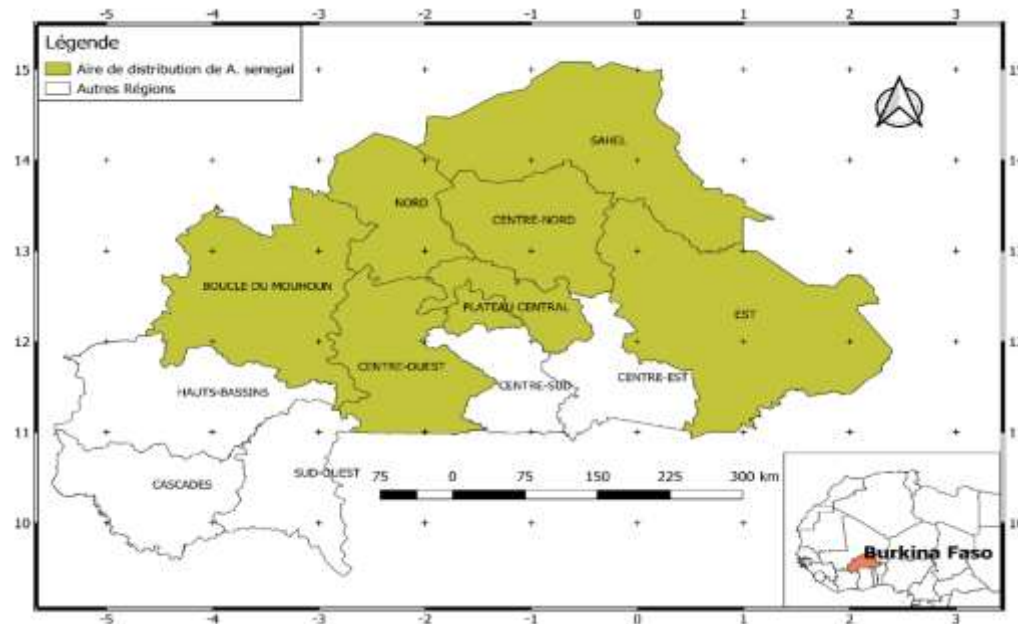 -5 -4 -3 -2 -1 0 1 2 3
Légende
Aire de distribution de A. senegal
Autres Régions
15
14
SAHEL
NORD
CENTRE-NORD
13
BOUCLE DU MOUHOUN
PLATEAU CENTRAL
EST
12
CENTRE-OUEST
CENTRE-SUD
CENTRE-EST
HAUTS-BASSINS
11
SUD-OUEST
CASCADES
75 0 75 150 225 300 km
10
Burkina Faso
-5 -4 -3 -2 -1 0 1 2 3